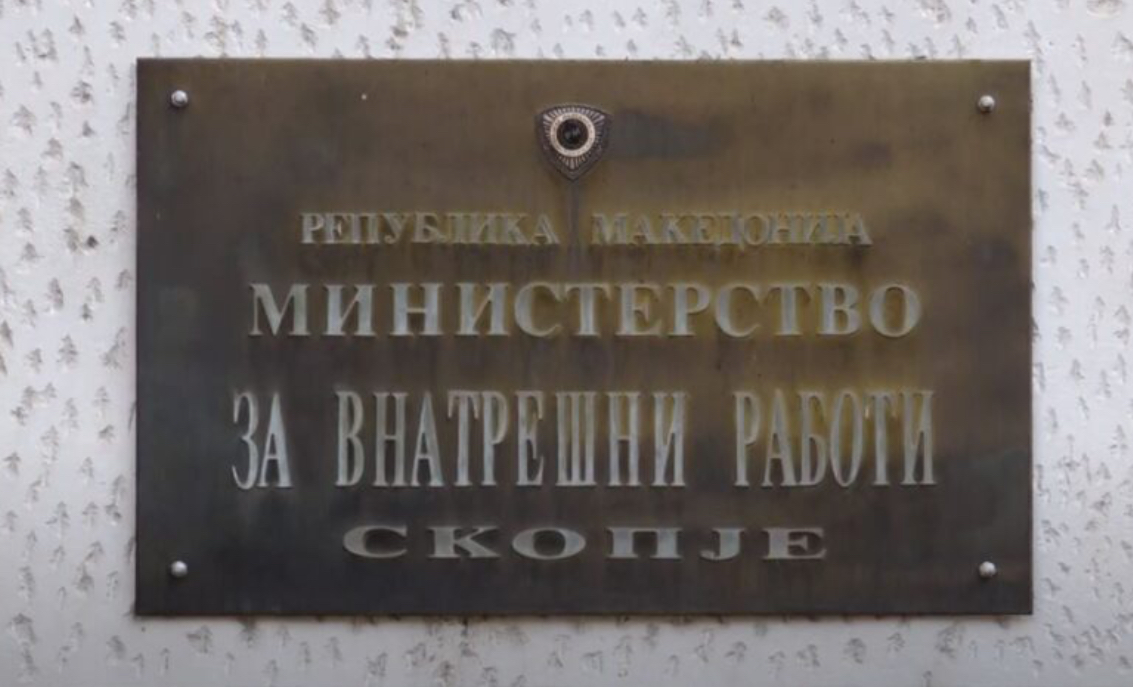 РЕПУБЛИКА МАКЕДОНИЈА
МИНИСТЕРСТВО
ЗА ВНАТРЕШНИ РАБОТИ
СКОПЈЕ